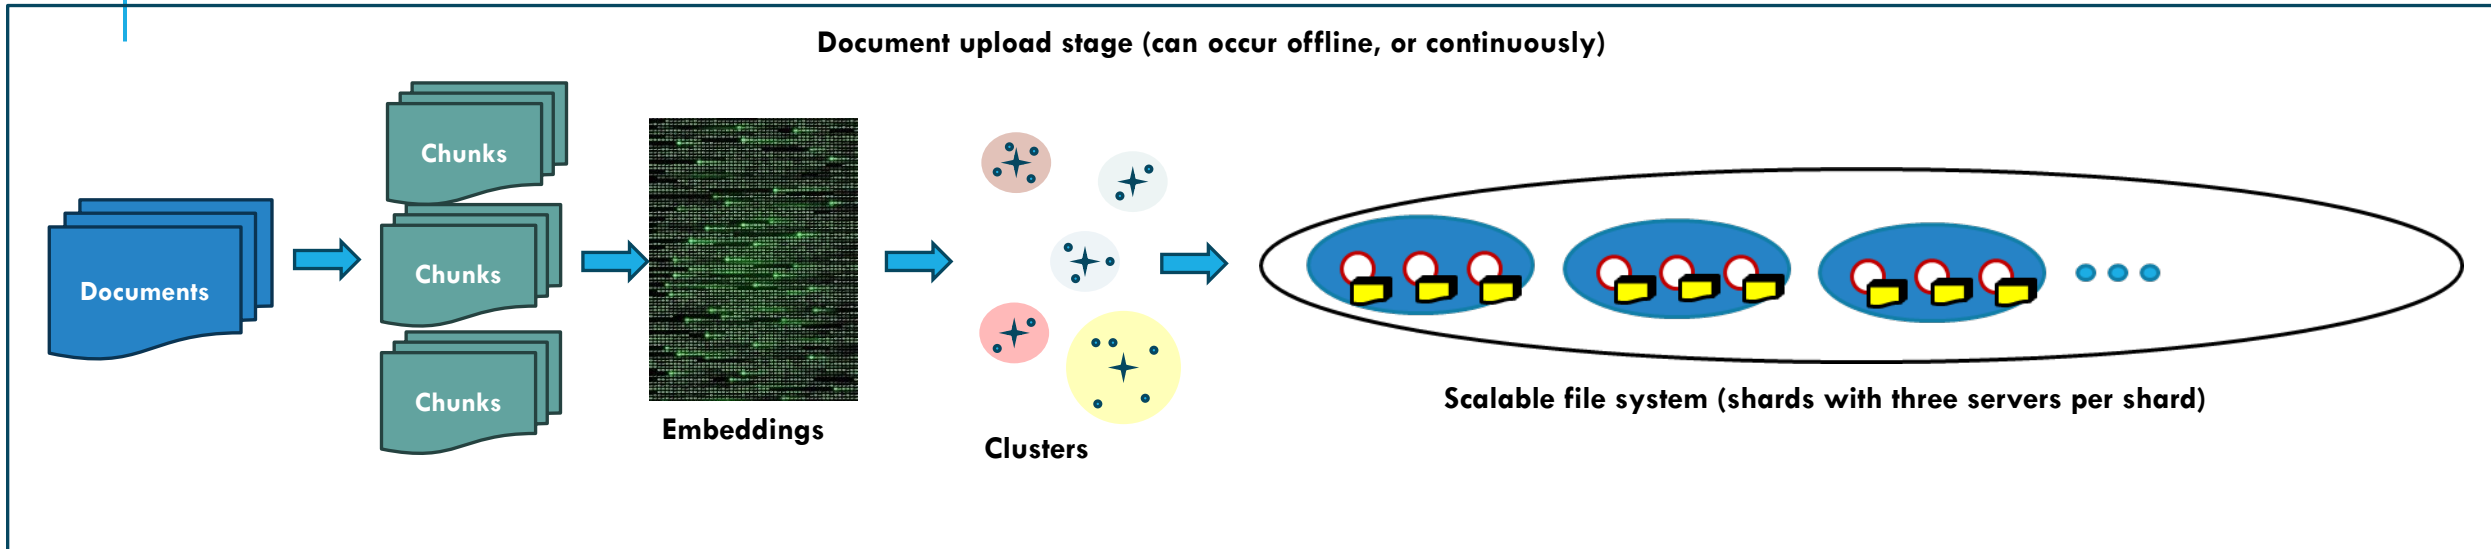 Document upload stage (can occur offline, or continuously)
Chunks
Chunks
Documents
Chunks
Embeddings
Clusters
Scalable file system (shards with three servers per shard)